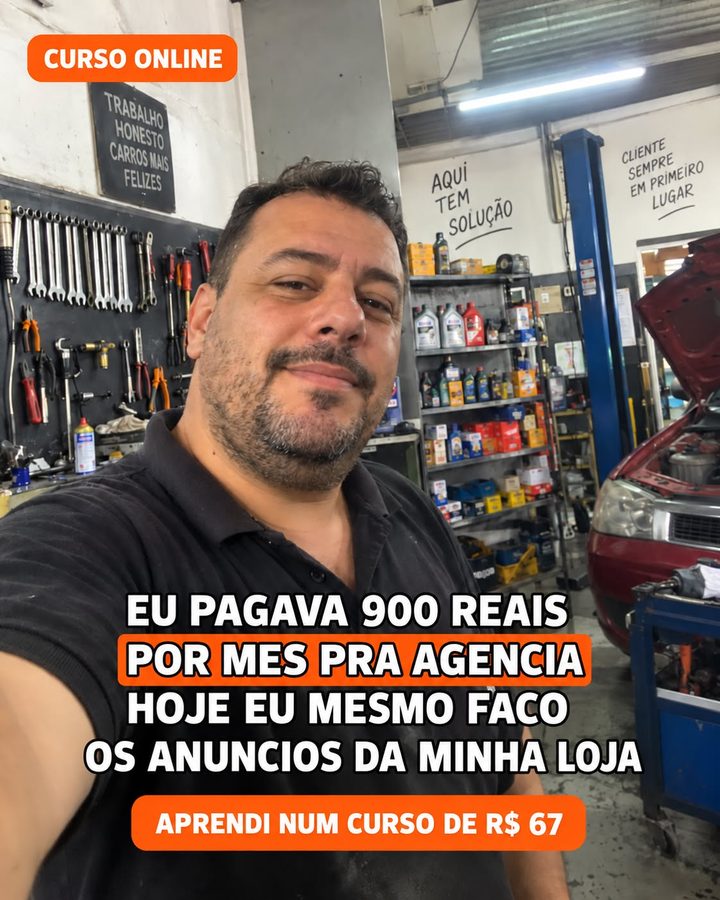 CURSO ONLINE
TRABALHO
HONESTO
CARROS MAIS
FELIZES
AQUI
TEM
SOLUÇÃO
CLIENTE
SEMPRE
EM PRIMEIRO
LUGAR
EU PAGAVA 900 REAIS
POR MES PRA AGENCIA
HOJE EU MESMO FACO
OS ANUNCIOS DA MINHA LOJA
APRENDI NUM CURSO DE R$ 67